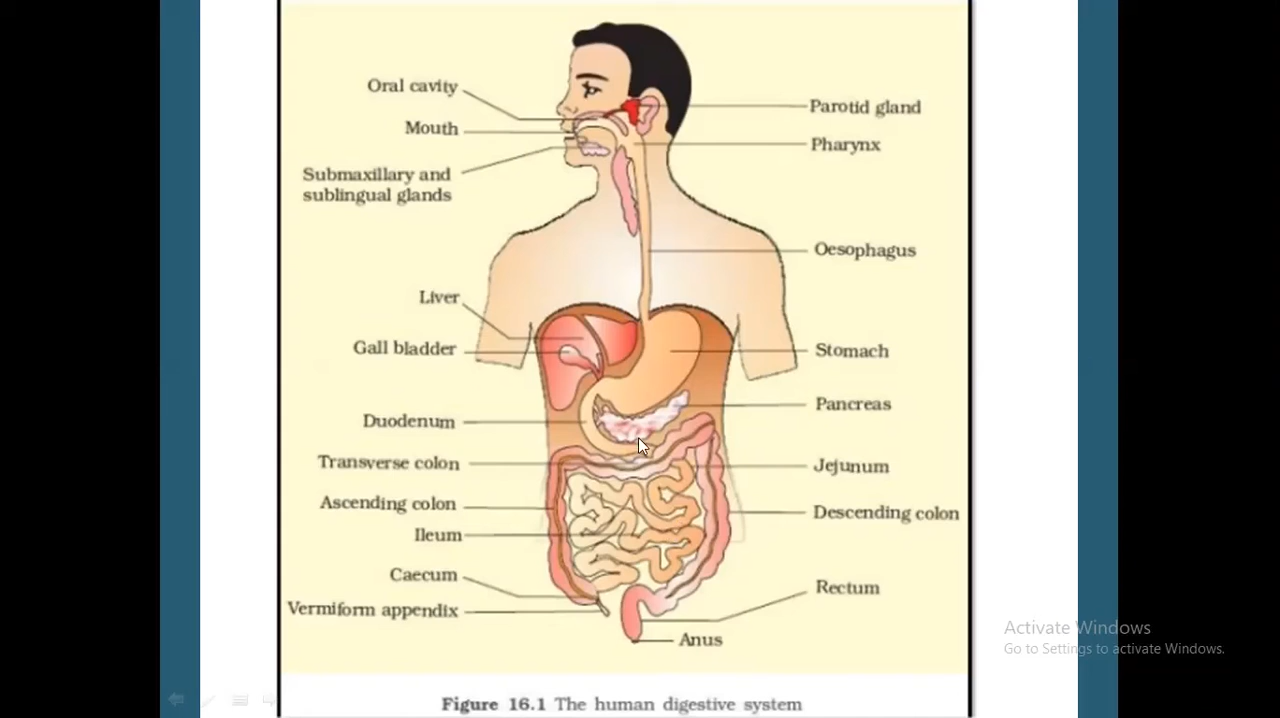 Oral cavity
Mouth
Submaxillary and
sublingual glands
Liver
Gall bladder
Duodenum
Transverse colon
Ascending colon
Ileum
Caecum
Vermiform appendix
Parotid gland
Pharynx
Oesophagus
Stomach
Pancreas
Jejunum
Descending colon
Rectum
Anus
Activate Windows
Go to Settings to activate Windows.
Figure 16.1 The human digestive system